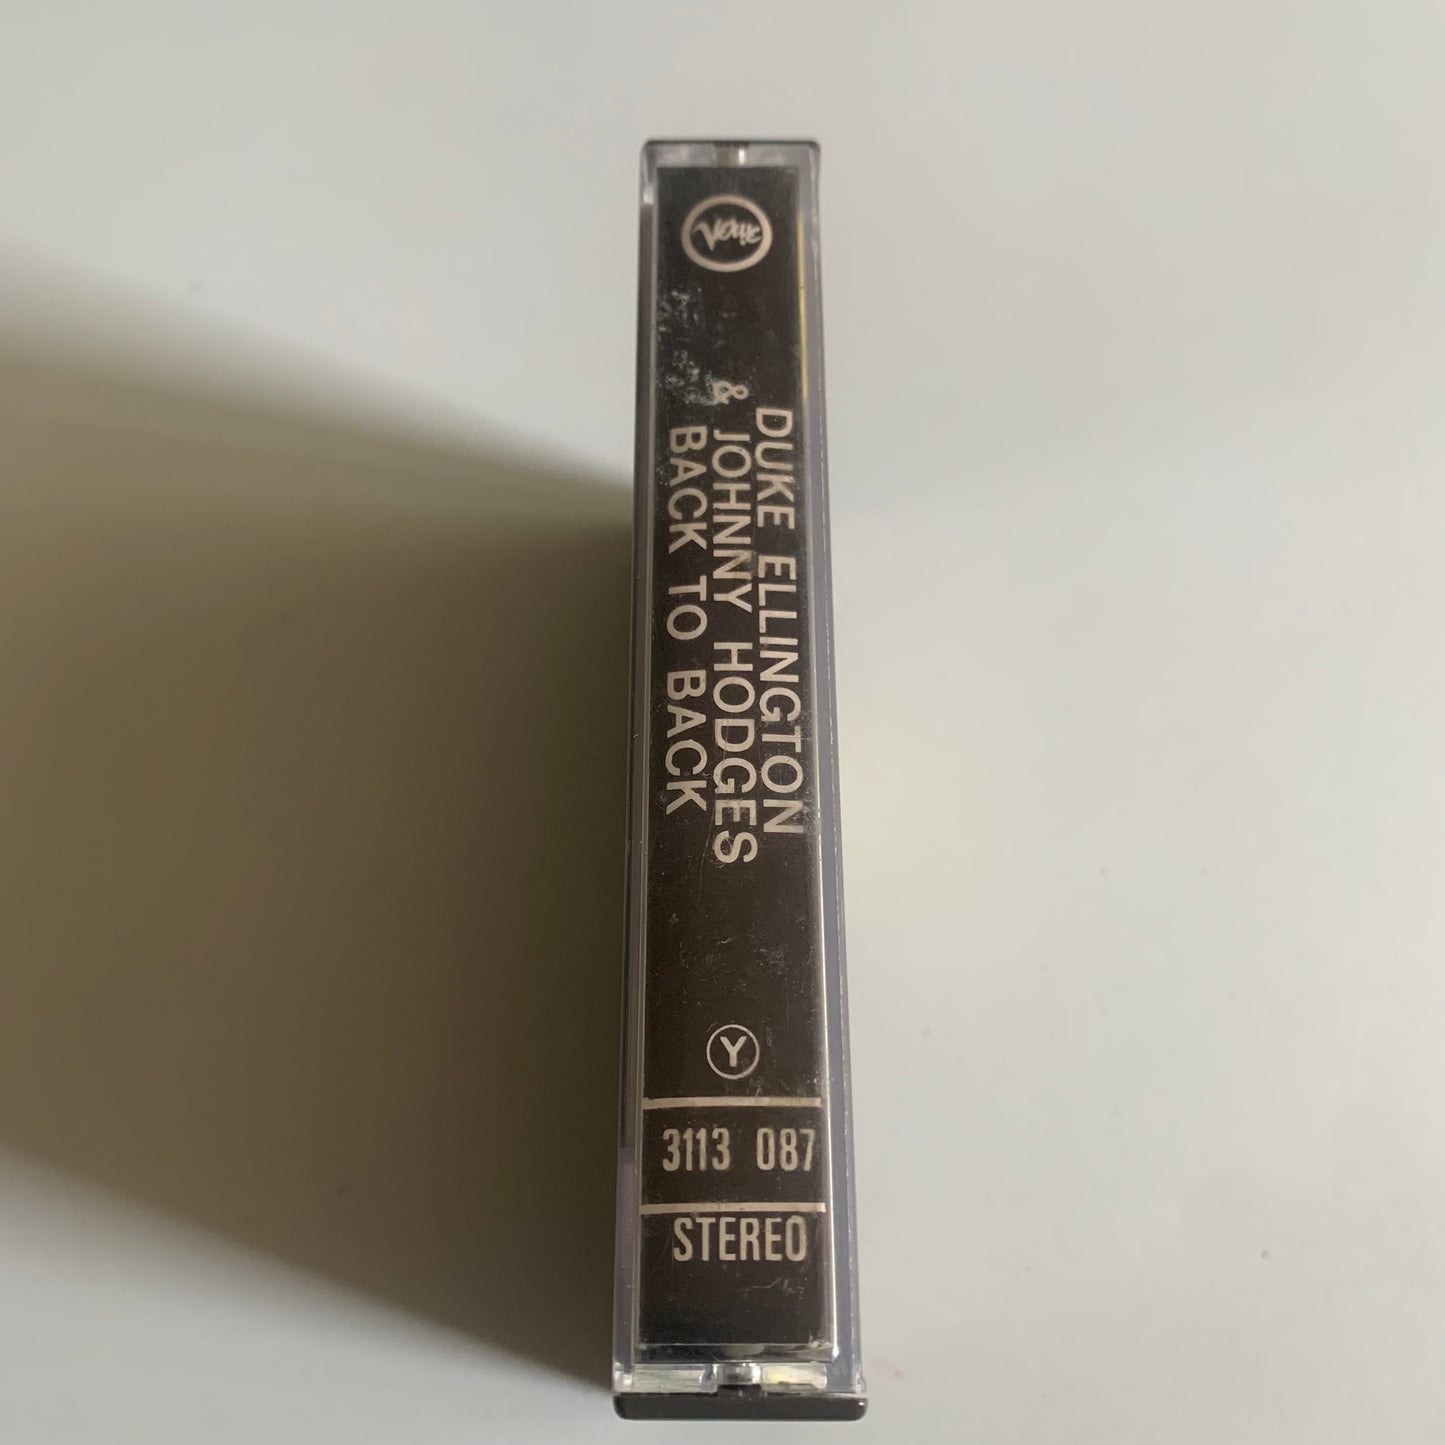 Verve
DUKE ELLINGTON
& JOHNNY HODGES
BACK TO BACK
Y
3113 087
STEREO